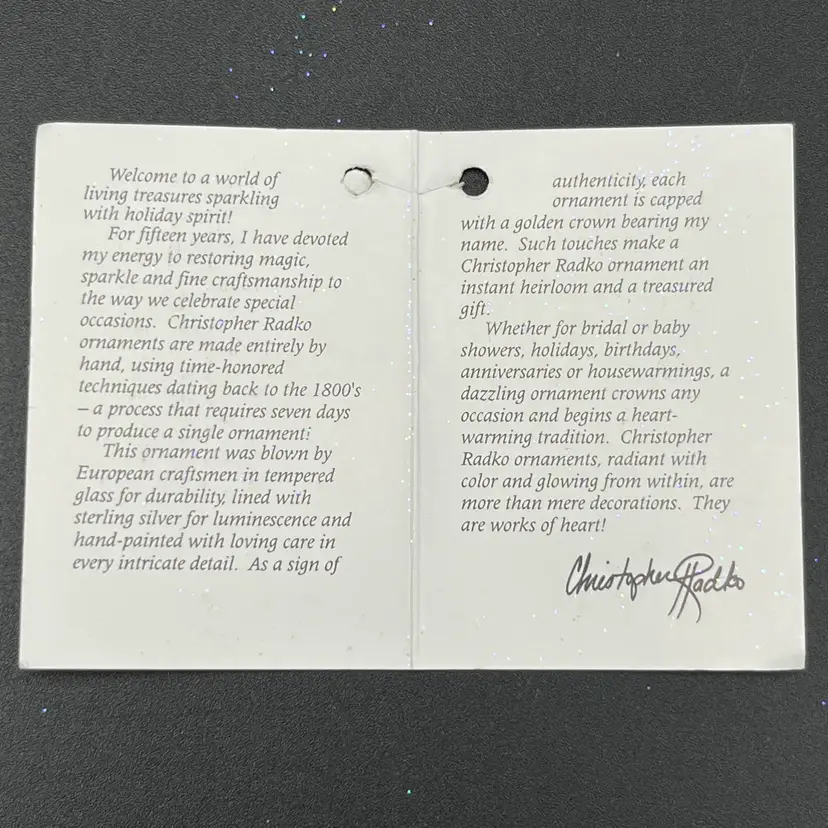 Welcome to a world of
living treasures sparkling
with holiday spirit!
For fifteen years, I have devoted
my energy to restoring magic,
sparkle and fine craftsmanship to
the way we celebrate special
occasions. Christopher Radko
ornaments are made entirely by
hand, using time-honored
techniques dating back to the 1800's
– a process that requires seven days
to produce a single ornament!
This ornament was blown by
European craftsmen in tempered
glass for durability, lined with
sterling silver for luminescence and
hand-painted with loving care in
every intricate detail. As a sign of
authenticity, each
ornament is capped
with a golden crown bearing my
name. Such touches make a
Christopher Radko ornament an
instant heirloom and a treasured
gift.
Whether for bridal or baby
showers, holidays, birthdays,
anniversaries or housewarmings, a
dazzling ornament crowns any
occasion and begins a heart-
warming tradition. Christopher
Radko ornaments, radiant with
color and glowing from within, are
more than mere decorations. They
are works of heart!
Christopher Radko